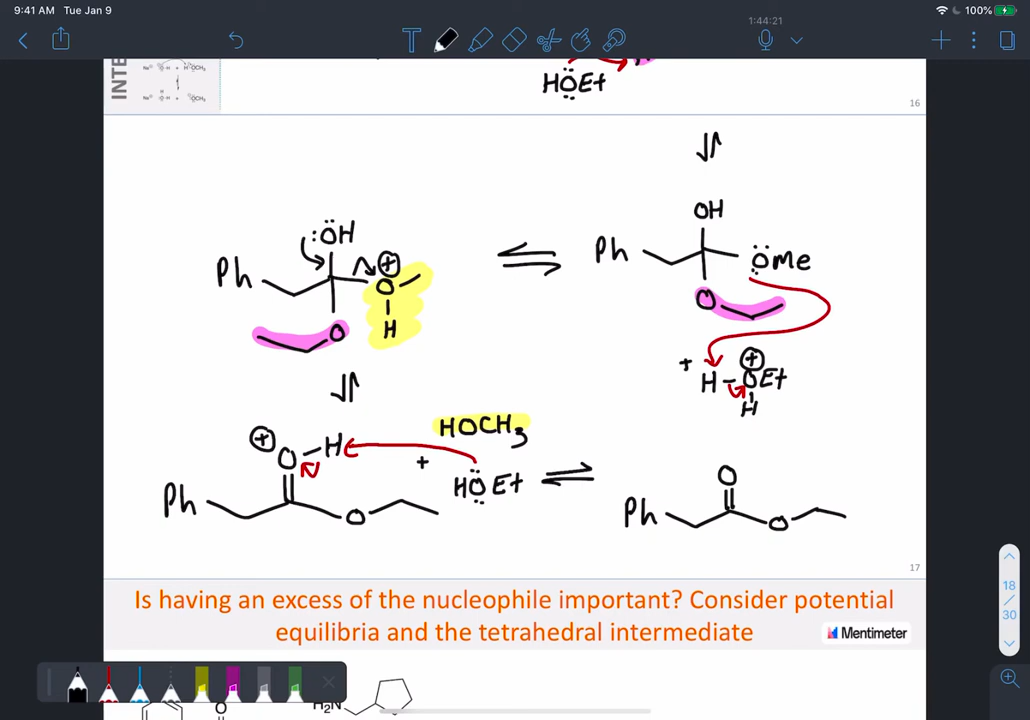 9:41 AM Tue Jan 9
100%
1:44:21
INTE
HÖEt
16
OH
Ph
ÖMe
O
+
H-OEt
H
:ÖH
Ph
⊕
O
H
O
HOCH3
⊕
O-H
+
HÖEt
Ph
O
O
Ph
O
17
Is having an excess of the nucleophile important? Consider potential
equilibria and the tetrahedral intermediate
Mentimeter
18
/
30
O
H2N